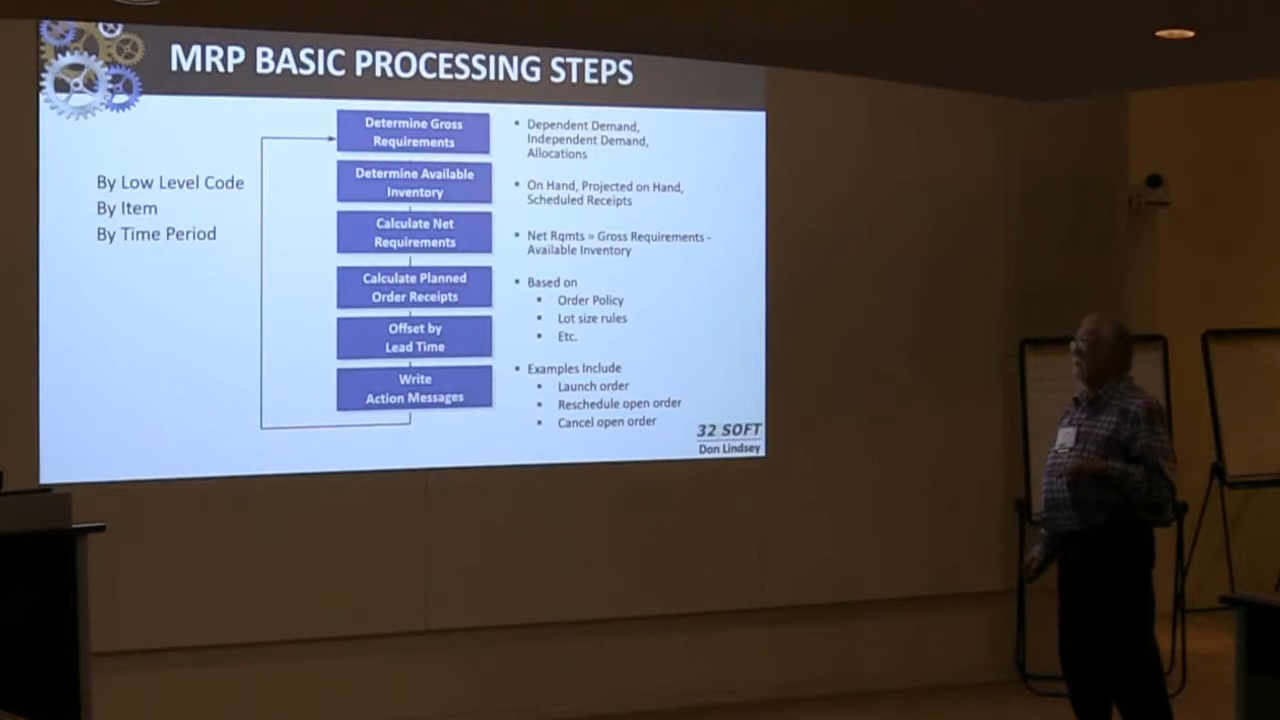 MRP BASIC PROCESSING STEPS
By Low Level Code
By Item
By Time Period
Determine Gross
Requirements
Determine Available
Inventory
Calculate Net
Requirements
Calculate Planned
Order Receipts
Offset by
Lead Time
Write
Action Messages
▪ Dependent Demand,
Independent Demand,
Allocations
▪ On Hand, Projected on Hand,
Scheduled Receipts
▪ Net Rqmts = Gross Requirements -
Available Inventory
▪ Based on
▪ Order Policy
▪ Lot size rules
▪ Etc.
▪ Examples Include
▪ Launch order
▪ Reschedule open order
▪ Cancel open order
32 SOFT
Don Lindsey